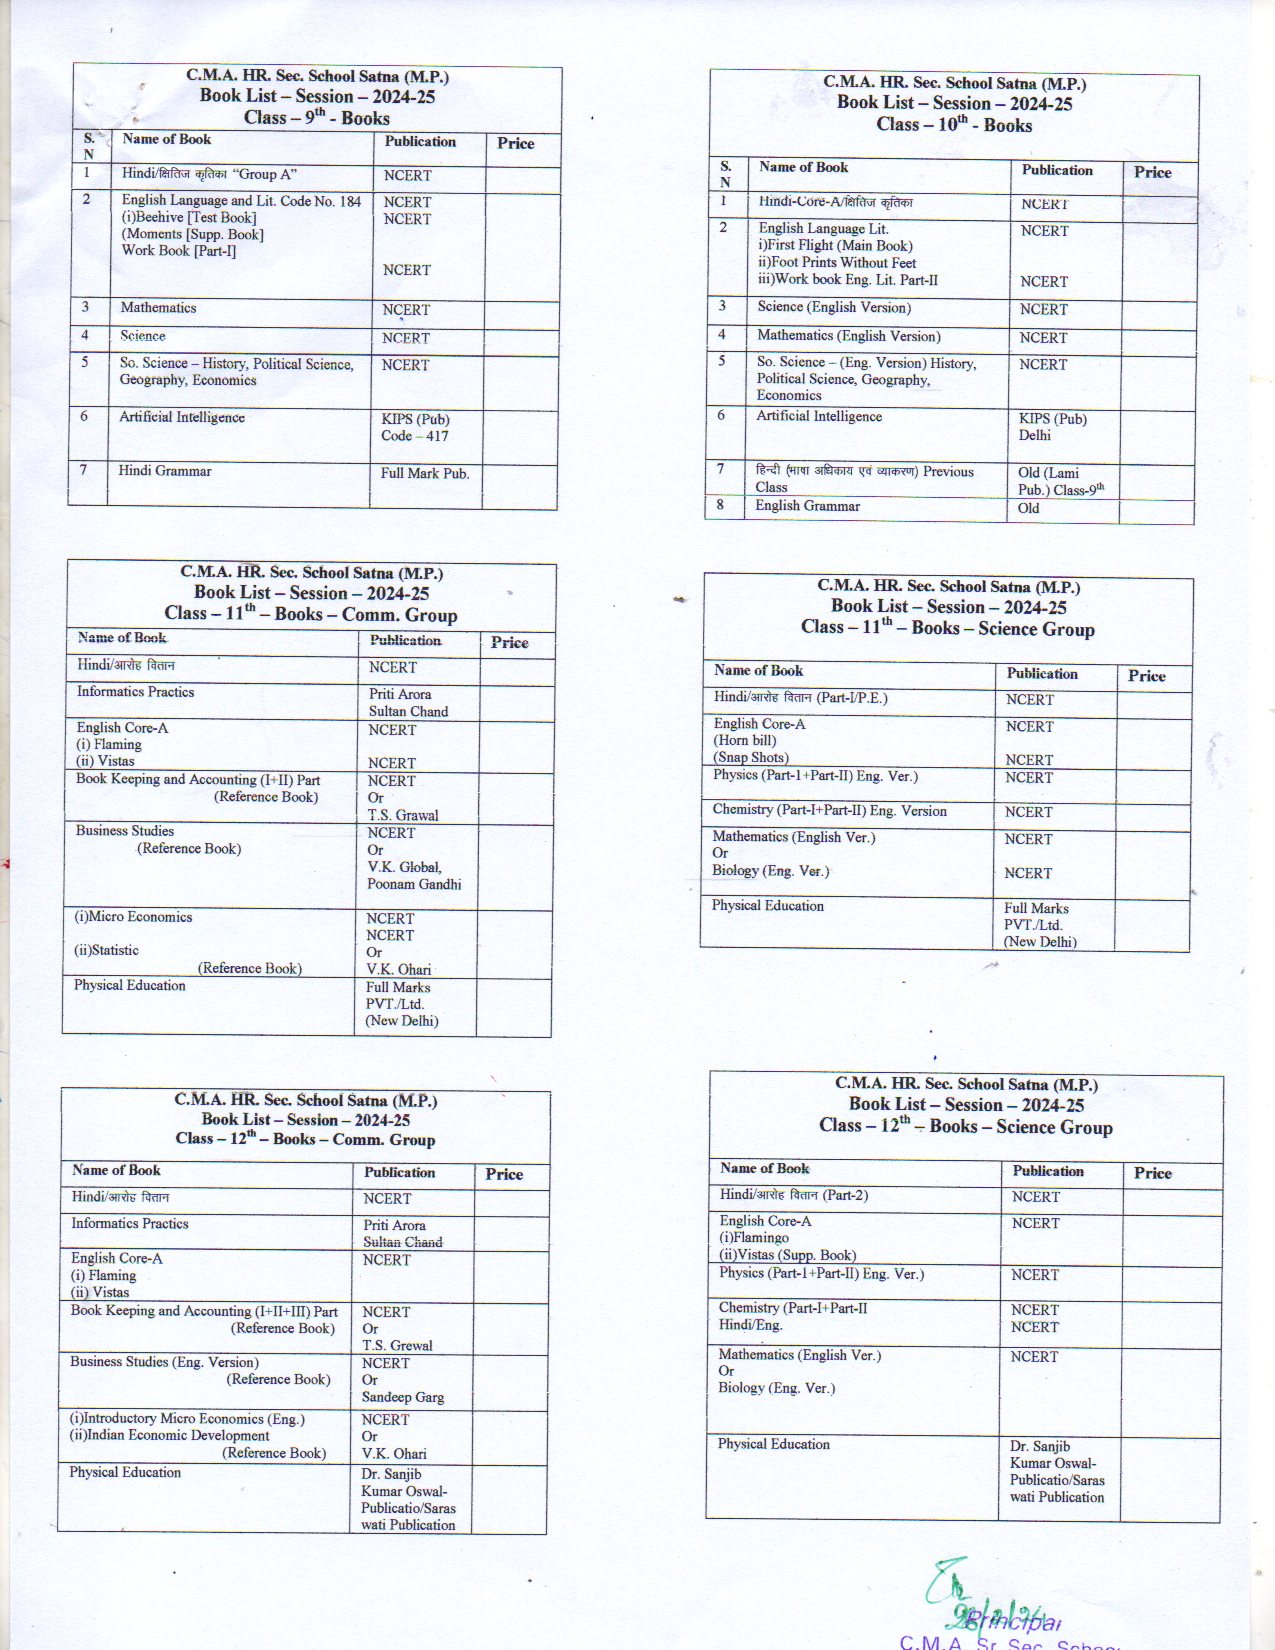 C.M.A. HR. Sec. School Satna (M.P.)
Book List – Session – 2024-25
Class – 9th - Books
S. N Name of Book Publication Price
1 Hindi/क्षितिज कृतिका “Group A” NCERT
2 English Language and Lit. Code No. 184 NCERT
(i)Beehive [Test Book] NCERT
(Moments [Supp. Book]
Work Book [Part-I]
NCERT
3 Mathematics NCERT
4 Science NCERT
5 So. Science – History, Political Science, NCERT
Geography, Economics
6 Artificial Intelligence KIPS (Pub)
Code – 417
7 Hindi Grammar Full Mark Pub.
C.M.A. HR. Sec. School Satna (M.P.)
Book List – Session – 2024-25
Class – 10th - Books
S. N Name of Book Publication Price
1 Hindi-Core-A/क्षितिज कृतिका NCERT
2 English Language Lit. NCERT
i)First Flight (Main Book)
ii)Foot Prints Without Feet
iii)Work book Eng. Lit. Part-II NCERT
3 Science (English Version) NCERT
4 Mathematics (English Version) NCERT
5 So. Science – (Eng. Version) History, NCERT
Political Science, Geography,
Economics
6 Artificial Intelligence KIPS (Pub)
Delhi
7 हिन्दी (भाषा अधिकाय एवं व्याकरण) Previous Old (Lami
Class Pub.) Class-9th
8 English Grammar Old
C.M.A. HR. Sec. School Satna (M.P.)
Book List – Session – 2024-25
Class – 11th – Books – Comm. Group
Name of Book Publication Price
Hindi/आरोह वितान NCERT
Informatics Practics Priti Arora
Sultan Chand
English Core-A NCERT
(i) Flaming
(ii) Vistas NCERT
Book Keeping and Accounting (I+II) Part NCERT
(Reference Book) Or
T.S. Grawal
Business Studies NCERT
(Reference Book) Or
V.K. Global,
Poonam Gandhi
(i)Micro Economics NCERT
NCERT
(ii)Statistic Or
(Reference Book) V.K. Ohari
Physical Education Full Marks
PVT./Ltd.
(New Delhi)
C.M.A. HR. Sec. School Satna (M.P.)
Book List – Session – 2024-25
Class – 11th – Books – Science Group
Name of Book Publication Price
Hindi/आरोह वितान (Part-I/P.E.) NCERT
English Core-A NCERT
(Horn bill)
(Snap Shots) NCERT
Physics (Part-1+Part-II) Eng. Ver.) NCERT
Chemistry (Part-I+Part-II) Eng. Version NCERT
Mathematics (English Ver.) NCERT
Or
Biology (Eng. Ver.) NCERT
Physical Education Full Marks
PVT./Ltd.
(New Delhi)
C.M.A. HR. Sec. School Satna (M.P.)
Book List – Session – 2024-25
Class – 12th – Books – Comm. Group
Name of Book Publication Price
Hindi/आरोह वितान NCERT
Informatics Practics Priti Arora
Sultan Chand
English Core-A NCERT
(i) Flaming
(ii) Vistas
Book Keeping and Accounting (I+II+III) Part NCERT
(Reference Book) Or
T.S. Grewal
Business Studies (Eng. Version) NCERT
(Reference Book) Or
Sandeep Garg
(i)Introductory Micro Economics (Eng.) NCERT
(ii)Indian Economic Development Or
(Reference Book) V.K. Ohari
Physical Education Dr. Sanjib
Kumar Oswal-
Publicatio/Saras
wati Publication
C.M.A. HR. Sec. School Satna (M.P.)
Book List – Session – 2024-25
Class – 12th – Books – Science Group
Name of Book Publication Price
Hindi/आरोह वितान (Part-2) NCERT
English Core-A NCERT
(i)Flamingo
(ii)Vistas (Supp. Book)
Physics (Part-1+Part-II) Eng. Ver.) NCERT
Chemistry (Part-I+Part-II NCERT
Hindi/Eng. NCERT
Mathematics (English Ver.) NCERT
Or
Biology (Eng. Ver.)
Physical Education Dr. Sanjib
Kumar Oswal-
Publicatio/Saras
wati Publication
Principal
C.M.A. Sr. Sec. School